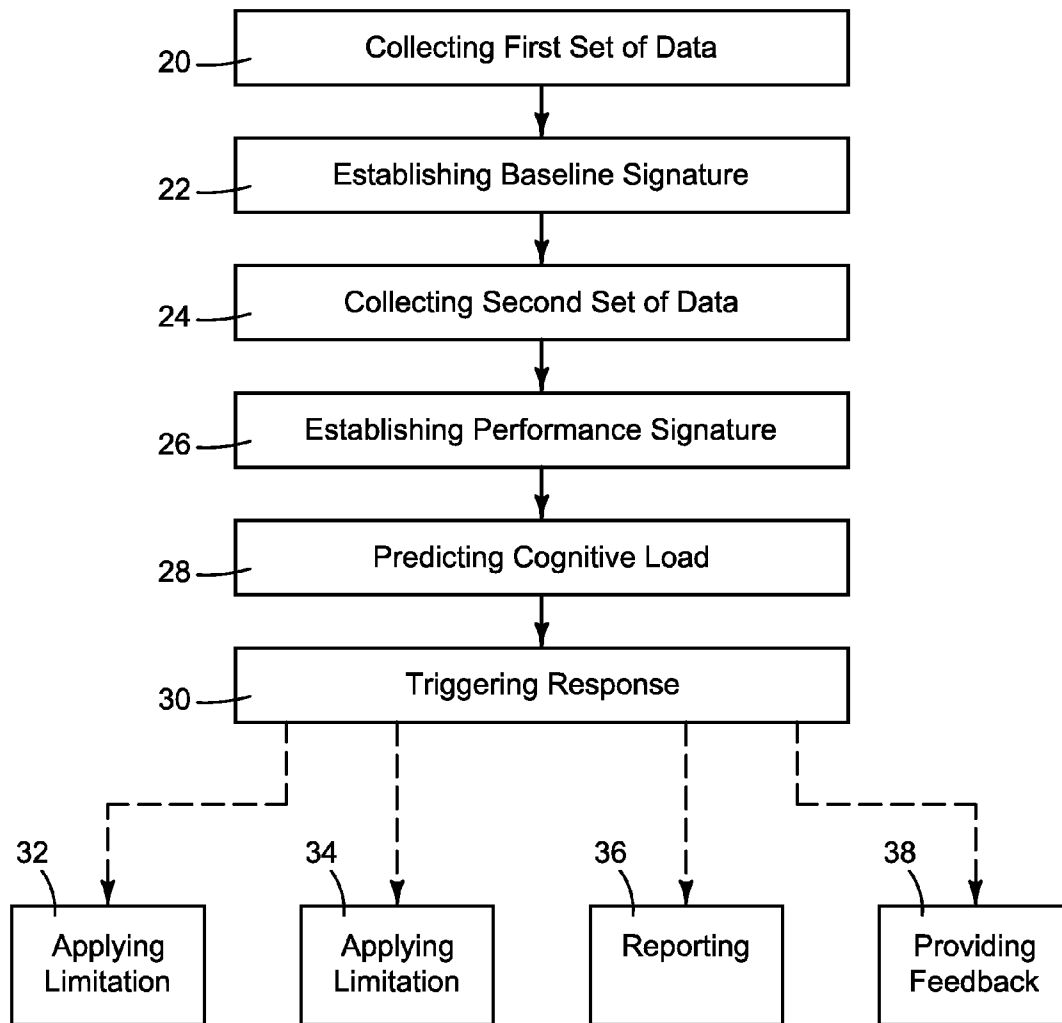 20 Collecting First Set of Data
22 Establishing Baseline Signature
24 Collecting Second Set of Data
26 Establishing Performance Signature
28 Predicting Cognitive Load
30 Triggering Response
32
Applying
Limitation
34
Applying
Limitation
36
Reporting
38
Providing
Feedback